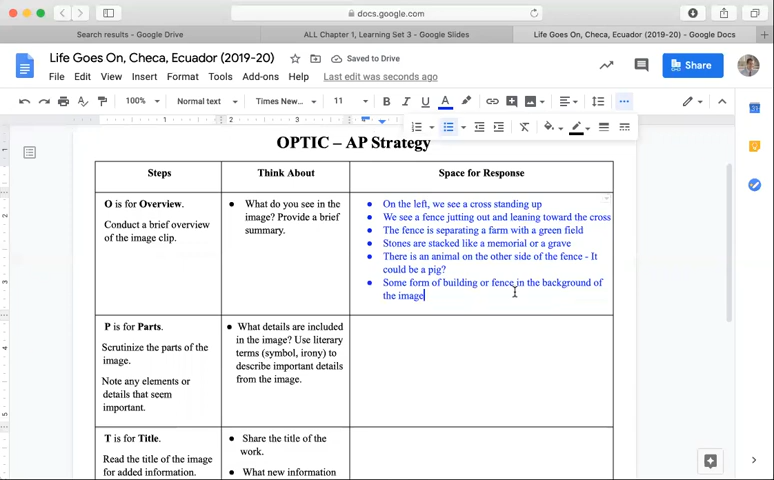 docs.google.com
Search results - Google Drive
ALL Chapter 1, Learning Set 3 - Google Slides
Life Goes On, Checa, Ecuador (2019-20) - Google Docs
Life Goes On, Checa, Ecuador (2019-20)
Saved to Drive
File Edit View Insert Format Tools Add-ons Help
Last edit was seconds ago
Share
100%
Normal text
Times New...
11
B I U A
1 2 3
OPTIC – AP Strategy
Steps
Think About
Space for Response
O is for Overview.
Conduct a brief overview
of the image clip.
● What do you see in the
image? Provide a brief
summary.
● On the left, we see a cross standing up
● We see a fence jutting out and leaning toward the cross
● The fence is separating a farm with a green field
● Stones are stacked like a memorial or a grave
● There is an animal on the other side of the fence - It
could be a pig?
● Some form of building or fence in the background of
the image
P is for Parts.
Scrutinize the parts of the
image.
Note any elements or
details that seem
important.
● What details are included
in the image? Use literary
terms (symbol, irony) to
describe important details
from the image.
T is for Title.
Read the title of the image
for added information.
● Share the title of the
work.
● What new information